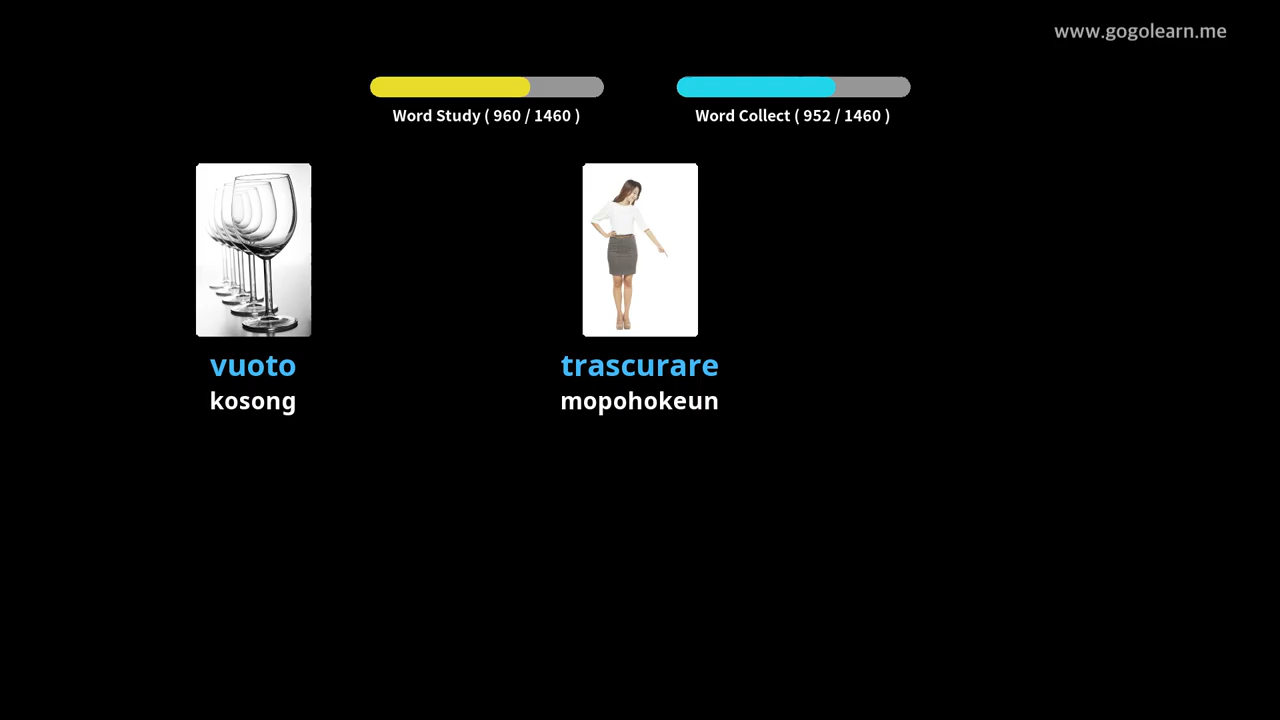 www.gogolearn.me
Word Study ( 960 / 1460 )
Word Collect ( 952 / 1460 )
vuoto
kosong
trascurare
mopohokeun